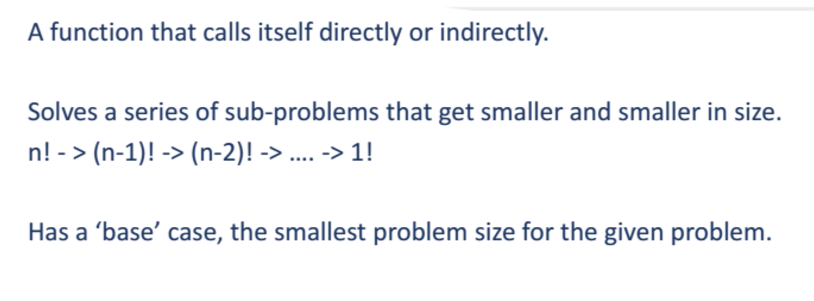 A function that calls itself directly or indirectly.
Solves a series of sub-problems that get smaller and smaller in size.
n! - > (n-1)! -> (n-2)! -> .... -> 1!
Has a ‘base’ case, the smallest problem size for the given problem.